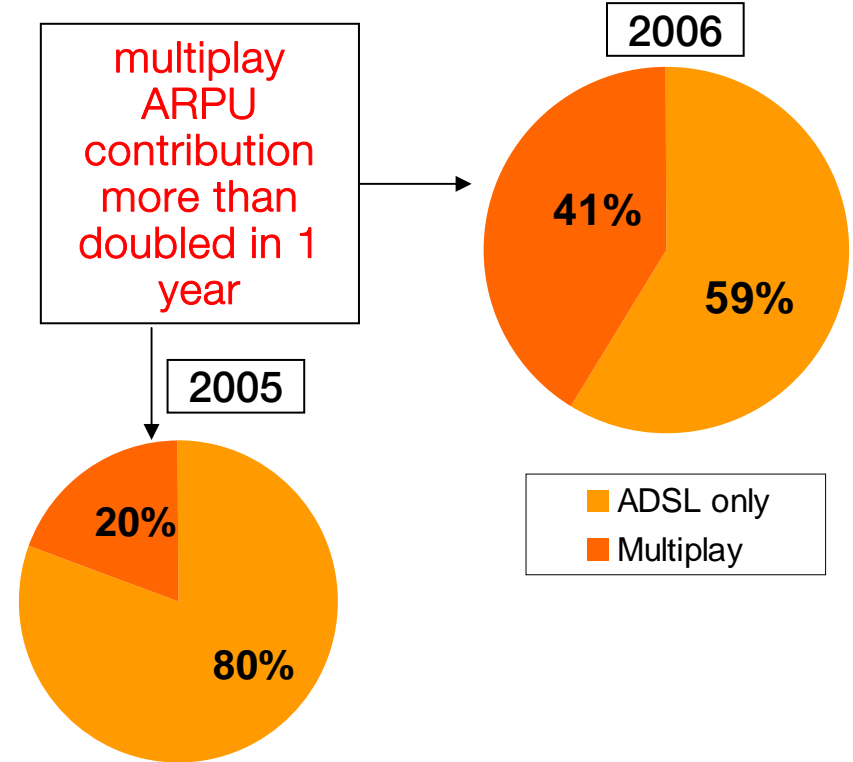 multiplay
ARPU
contribution
more than
doubled in 1
year
2006
41%
59%
2005
20%
80%
ADSL only
Multiplay